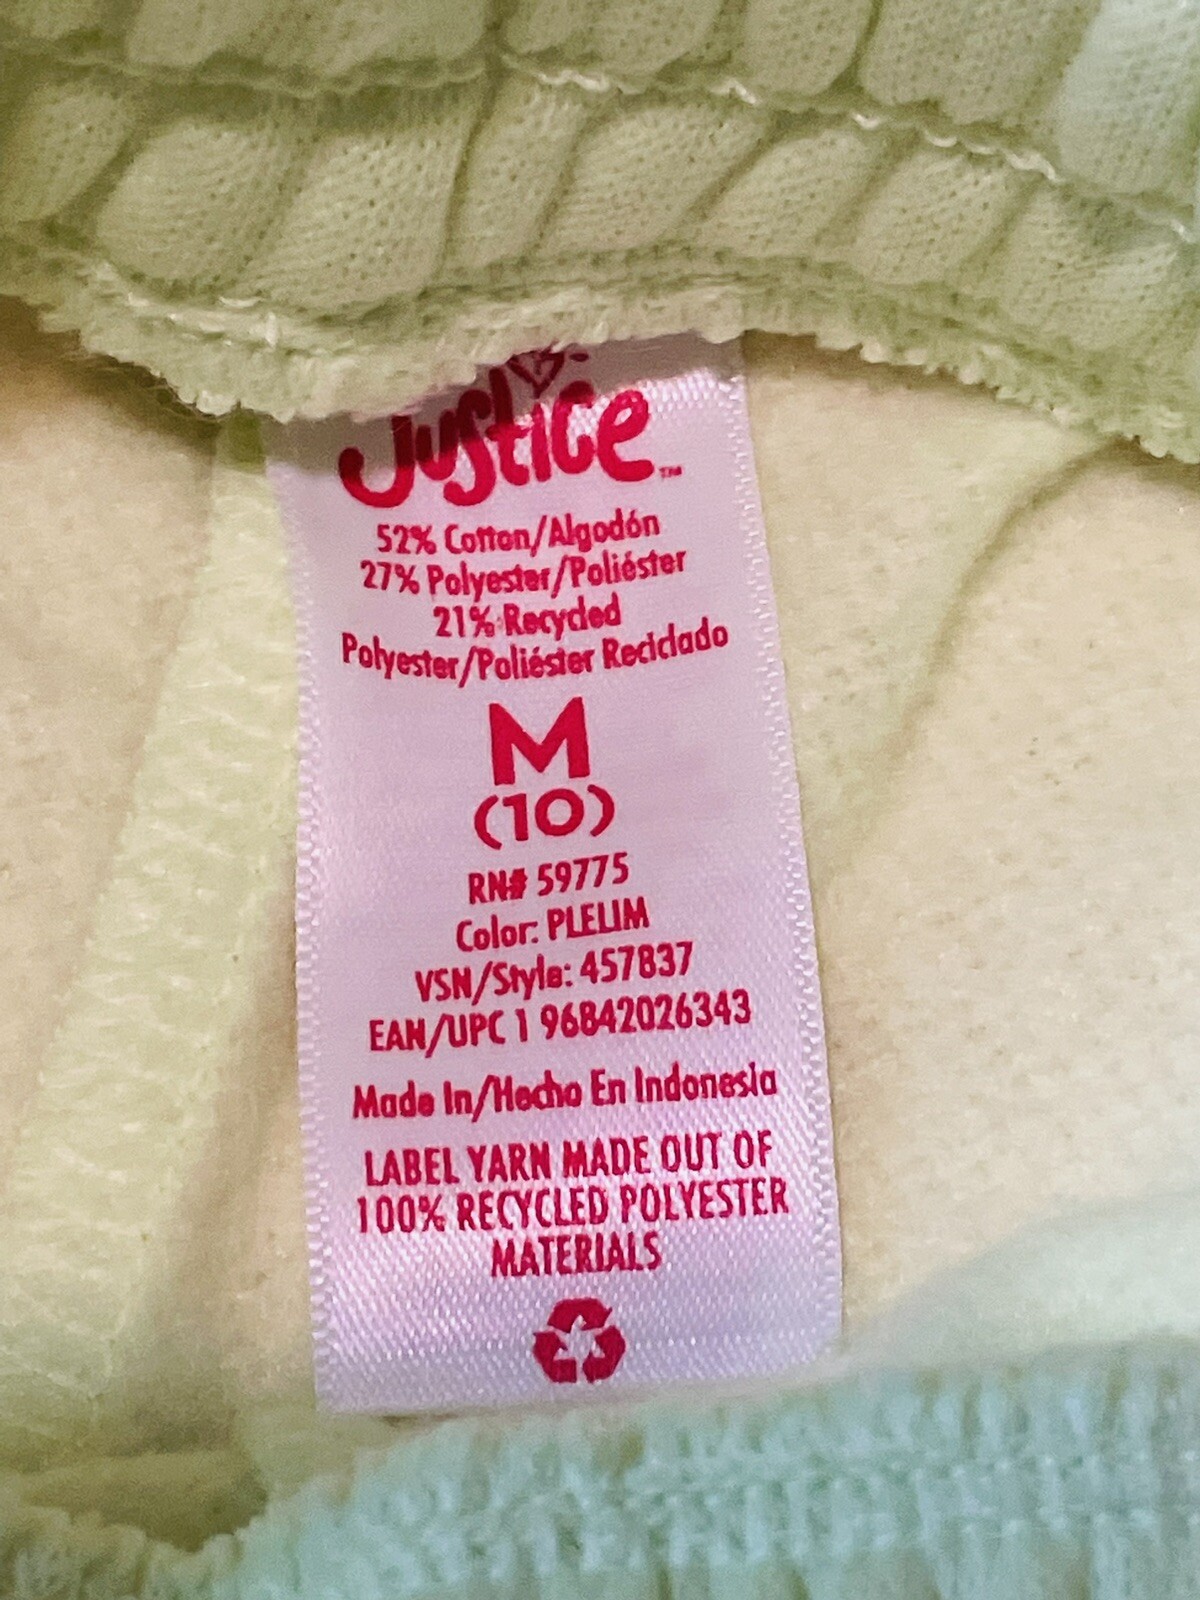 Justice™
52% Cotton/Algodón
27% Polyester/Poliéster
21% Recycled
Polyester/Poliéster Reciclado
M
(10)
RN# 59775
Color: PLELIM
VSN/Style: 457837
EAN/UPC 1 96842026343
Made In/Hecho En Indonesia
LABEL YARN MADE OUT OF
100% RECYCLED POLYESTER
MATERIALS